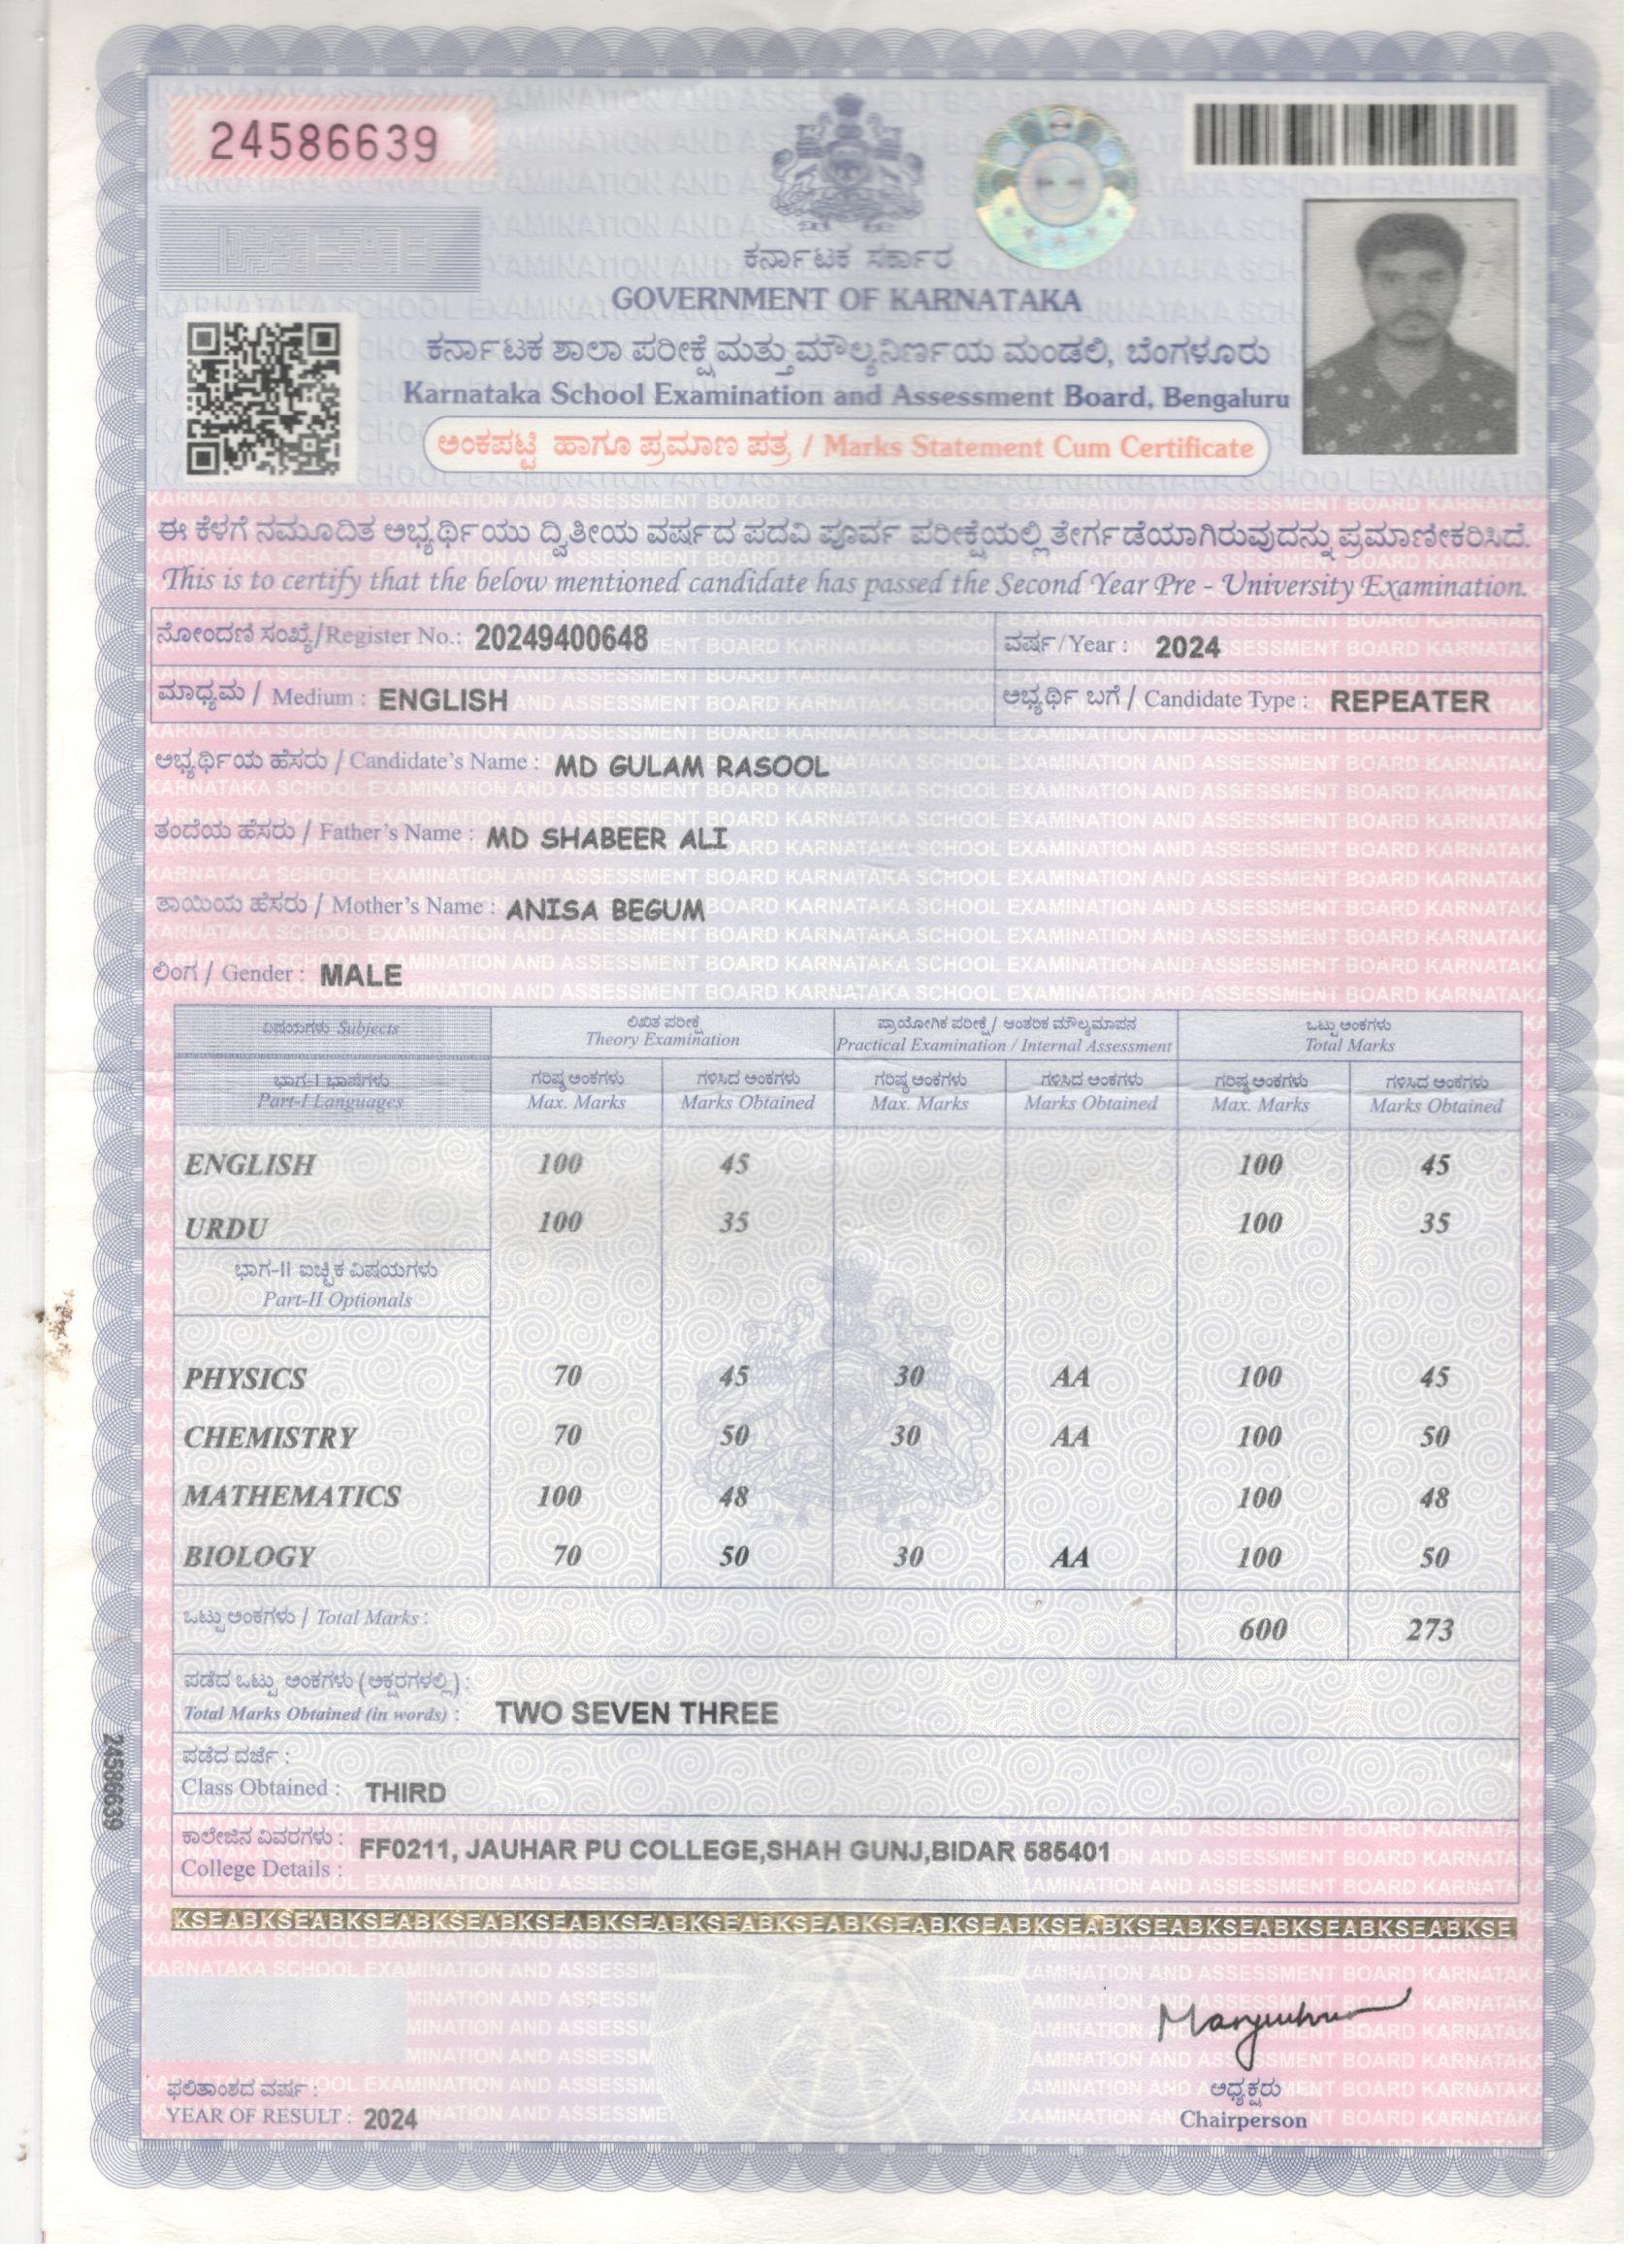 24586639
ಕರ್ನಾಟಕ ಸರ್ಕಾರ
GOVERNMENT OF KARNATAKA
ಕರ್ನಾಟಕ ಶಾಲಾ ಪರೀಕ್ಷೆ ಮತ್ತು ಮೌಲ್ಯನಿರ್ಣಯ ಮಂಡಲಿ, ಬೆಂಗಳೂರು
Karnataka School Examination and Assessment Board, Bengaluru
ಅಂಕಪಟ್ಟಿ ಹಾಗೂ ಪ್ರಮಾಣ ಪತ್ರ / Marks Statement Cum Certificate
ಈ ಕೆಳಗೆ ನಮೂದಿತ ಅಭ್ಯರ್ಥಿಯು ದ್ವಿತೀಯ ವರ್ಷದ ಪದವಿ ಪೂರ್ವ ಪರೀಕ್ಷೆಯಲ್ಲಿ ತೇರ್ಗಡೆಯಾಗಿರುವುದನ್ನು ಪ್ರಮಾಣೀಕರಿಸಿದೆ.
This is to certify that the below mentioned candidate has passed the Second Year Pre - University Examination.
ನೋಂದಣಿ ಸಂಖ್ಯೆ/Register No.: 20249400648 ವರ್ಷ/Year : 2024
ಮಾಧ್ಯಮ / Medium : ENGLISH ಅಭ್ಯರ್ಥಿ ಬಗೆ / Candidate Type : REPEATER
ಅಭ್ಯರ್ಥಿಯ ಹೆಸರು / Candidate's Name : MD GULAM RASOOL
ತಂದೆಯ ಹೆಸರು / Father's Name : MD SHABEER ALI
ತಾಯಿಯ ಹೆಸರು / Mother's Name : ANISA BEGUM
ಲಿಂಗ / Gender : MALE
ವಿಷಯಗಳು Subjects ಲಿಖಿತ ಪರೀಕ್ಷೆ ಪ್ರಾಯೋಗಿಕ ಪರೀಕ್ಷೆ / ಆಂತರಿಕ ಮೌಲ್ಯಮಾಪನ ಒಟ್ಟು ಅಂಕಗಳು
Theory Examination Practical Examination / Internal Assessment Total Marks
ಭಾಗ-I ಭಾಷೆಗಳು ಗರಿಷ್ಠ ಅಂಕಗಳು ಗಳಿಸಿದ ಅಂಕಗಳು ಗರಿಷ್ಠ ಅಂಕಗಳು ಗಳಿಸಿದ ಅಂಕಗಳು ಗರಿಷ್ಠ ಅಂಕಗಳು ಗಳಿಸಿದ ಅಂಕಗಳು
Part-I Languages Max. Marks Marks Obtained Max. Marks Marks Obtained Max. Marks Marks Obtained
ENGLISH 100 45 100 45
URDU 100 35 100 35
ಭಾಗ-II ಐಚ್ಛಿಕ ವಿಷಯಗಳು
Part-II Optionals
PHYSICS 70 45 30 AA 100 45
CHEMISTRY 70 50 30 AA 100 50
MATHEMATICS 100 48 100 48
BIOLOGY 70 50 30 AA 100 50
ಒಟ್ಟು ಅಂಕಗಳು / Total Marks : 600 273
ಪಡೆದ ಒಟ್ಟು ಅಂಕಗಳು (ಅಕ್ಷರಗಳಲ್ಲಿ) :
Total Marks Obtained (in words) : TWO SEVEN THREE
ಪಡೆದ ದರ್ಜೆ :
Class Obtained : THIRD
ಕಾಲೇಜಿನ ವಿವರಗಳು :
College Details : FF0211, JAUHAR PU COLLEGE,SHAH GUNJ,BIDAR 585401
24586639
KSEABKSEABKSEABKSEABKSEABKSEABKSEABKSEABKSEABKSEABKSEABKSEABKSEABKSEABKSEABKSE
ಅಧ್ಯಕ್ಷರು
Chairperson
ಫಲಿತಾಂಶದ ವರ್ಷ :
YEAR OF RESULT : 2024